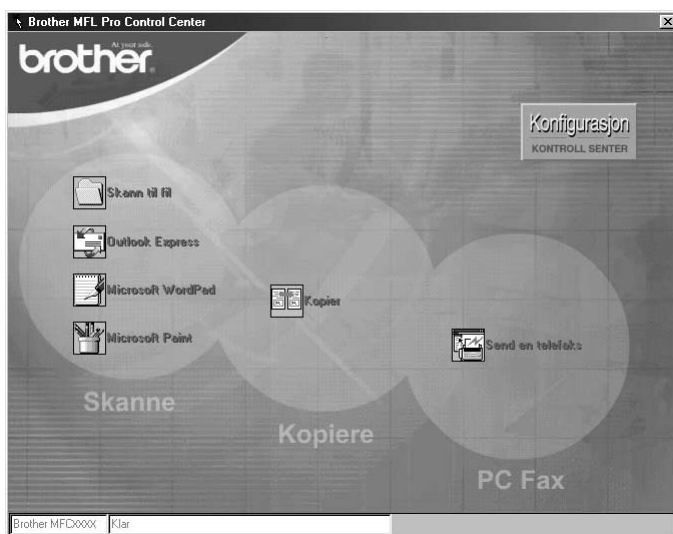 Brother MFL Pro Control Center
At your side.
brother
Konfigurasjon
KONTROLL SENTER
Skann til fil
Outlook Express
Microsoft WordPad
Microsoft Paint
Skanne
Kopier
Kopiere
Send en telefaks
PC Fax
Brother MFCXXXX
Klar